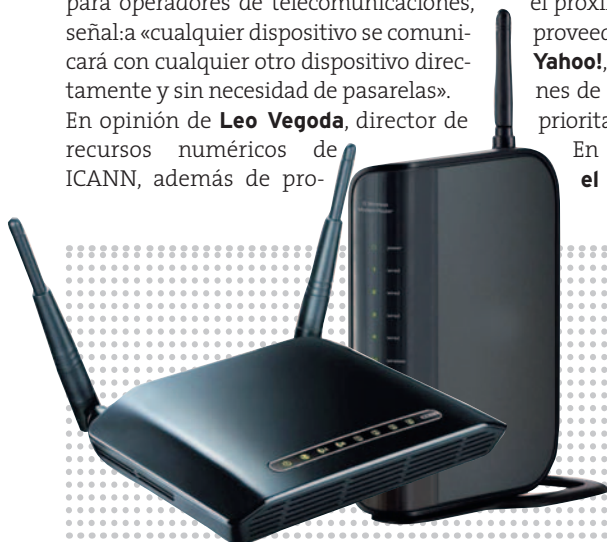 para operadores de telecomunicaciones,
señal:a «cualquier dispositivo se comuni-
cará con cualquier otro dispositivo direc-
tamente y sin necesidad de pasarelas».
En opinión de Leo Vegoda, director de
recursos numéricos de
ICANN, además de pro-
el próxi
proveed
Yahoo!,
nes de
priorita
En
el